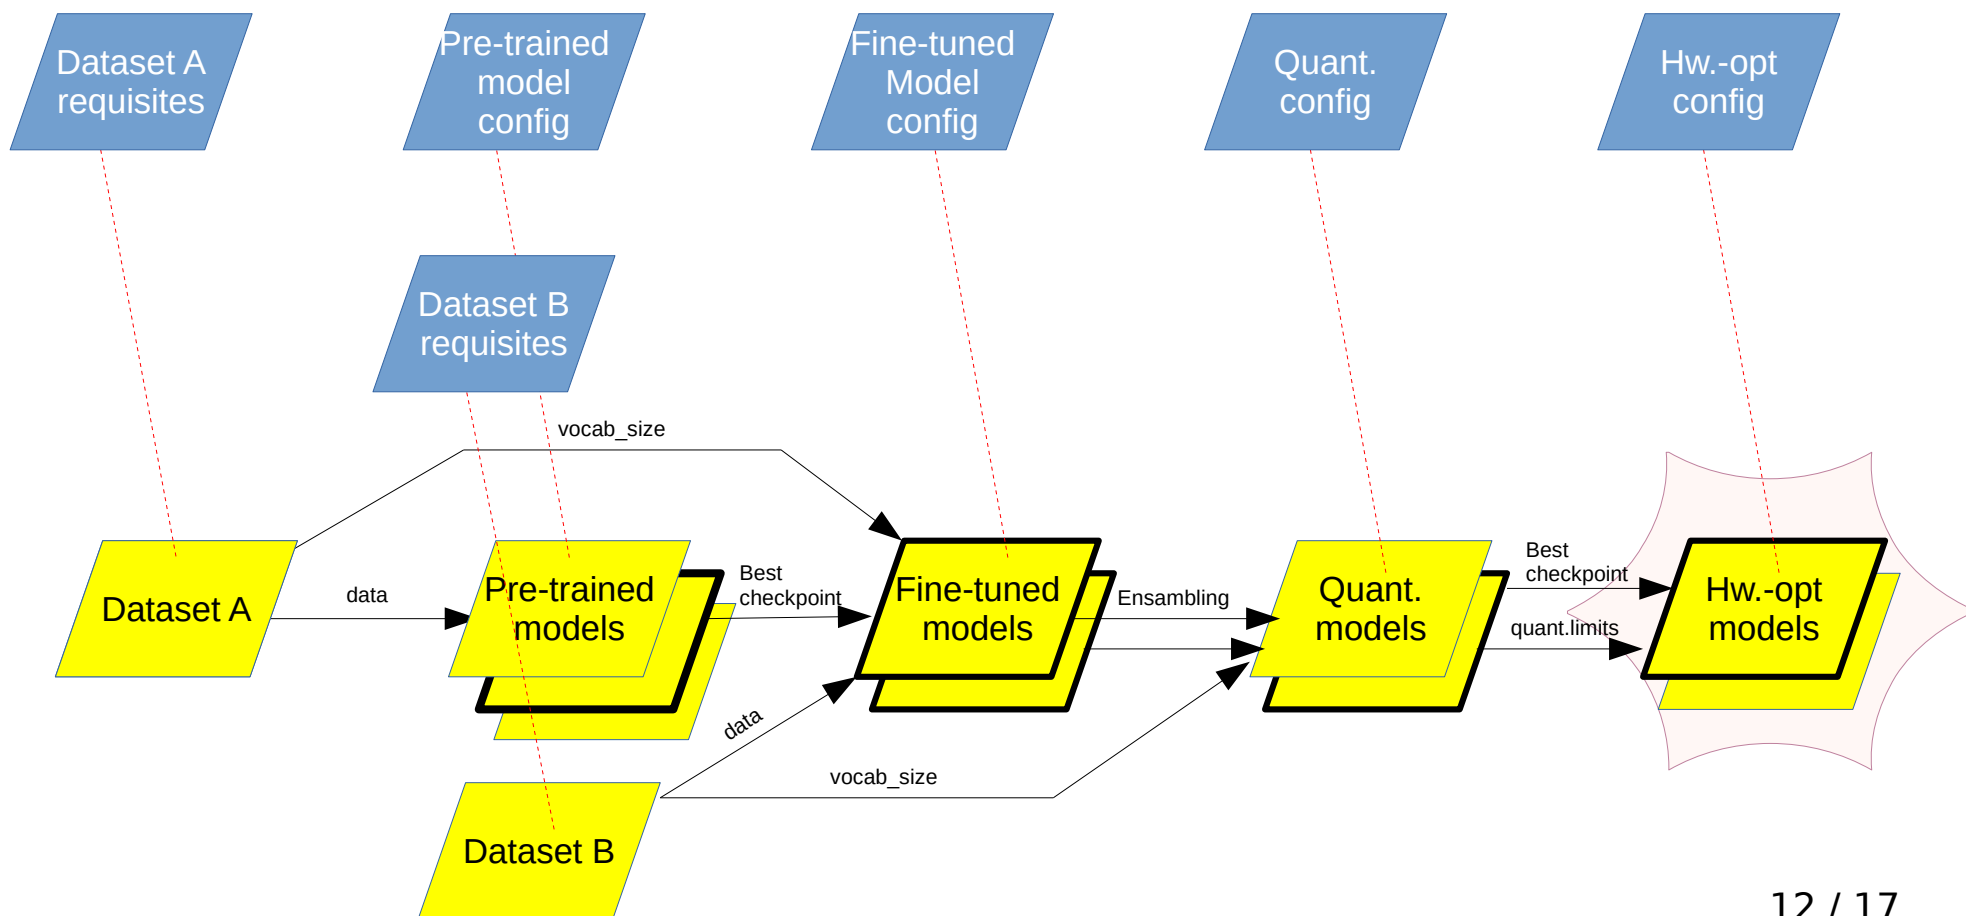 Dataset A
requisites
Pre-trained
model
config
Fine-tuned
Model
config
Quant.
config
Hw.-opt
config
Dataset B
requisites
vocab_size
Dataset A
data
Pre-trained
models
Best
checkpoint
Fine-tuned
models
Ensambling
Quant.
models
Best
checkpoint
quant.limits
Hw.-opt
models
data
vocab_size
Dataset B
12 / 17